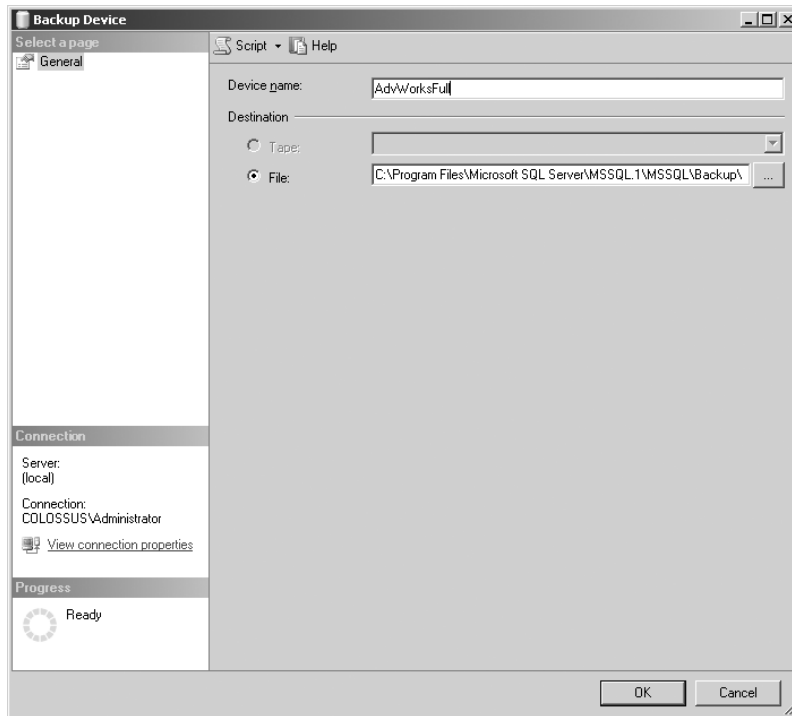 Backup Device
Select a page
General
Script Help
Device name: AdvWorksFull
Destination
Tape:
File: C:\Program Files\Microsoft SQL Server\MSSQL.1\MSSQL\Backup\ ...
Connection
Server:
(local)
Connection:
COLOSSUS\Administrator
View connection properties
Progress
Ready
OK Cancel